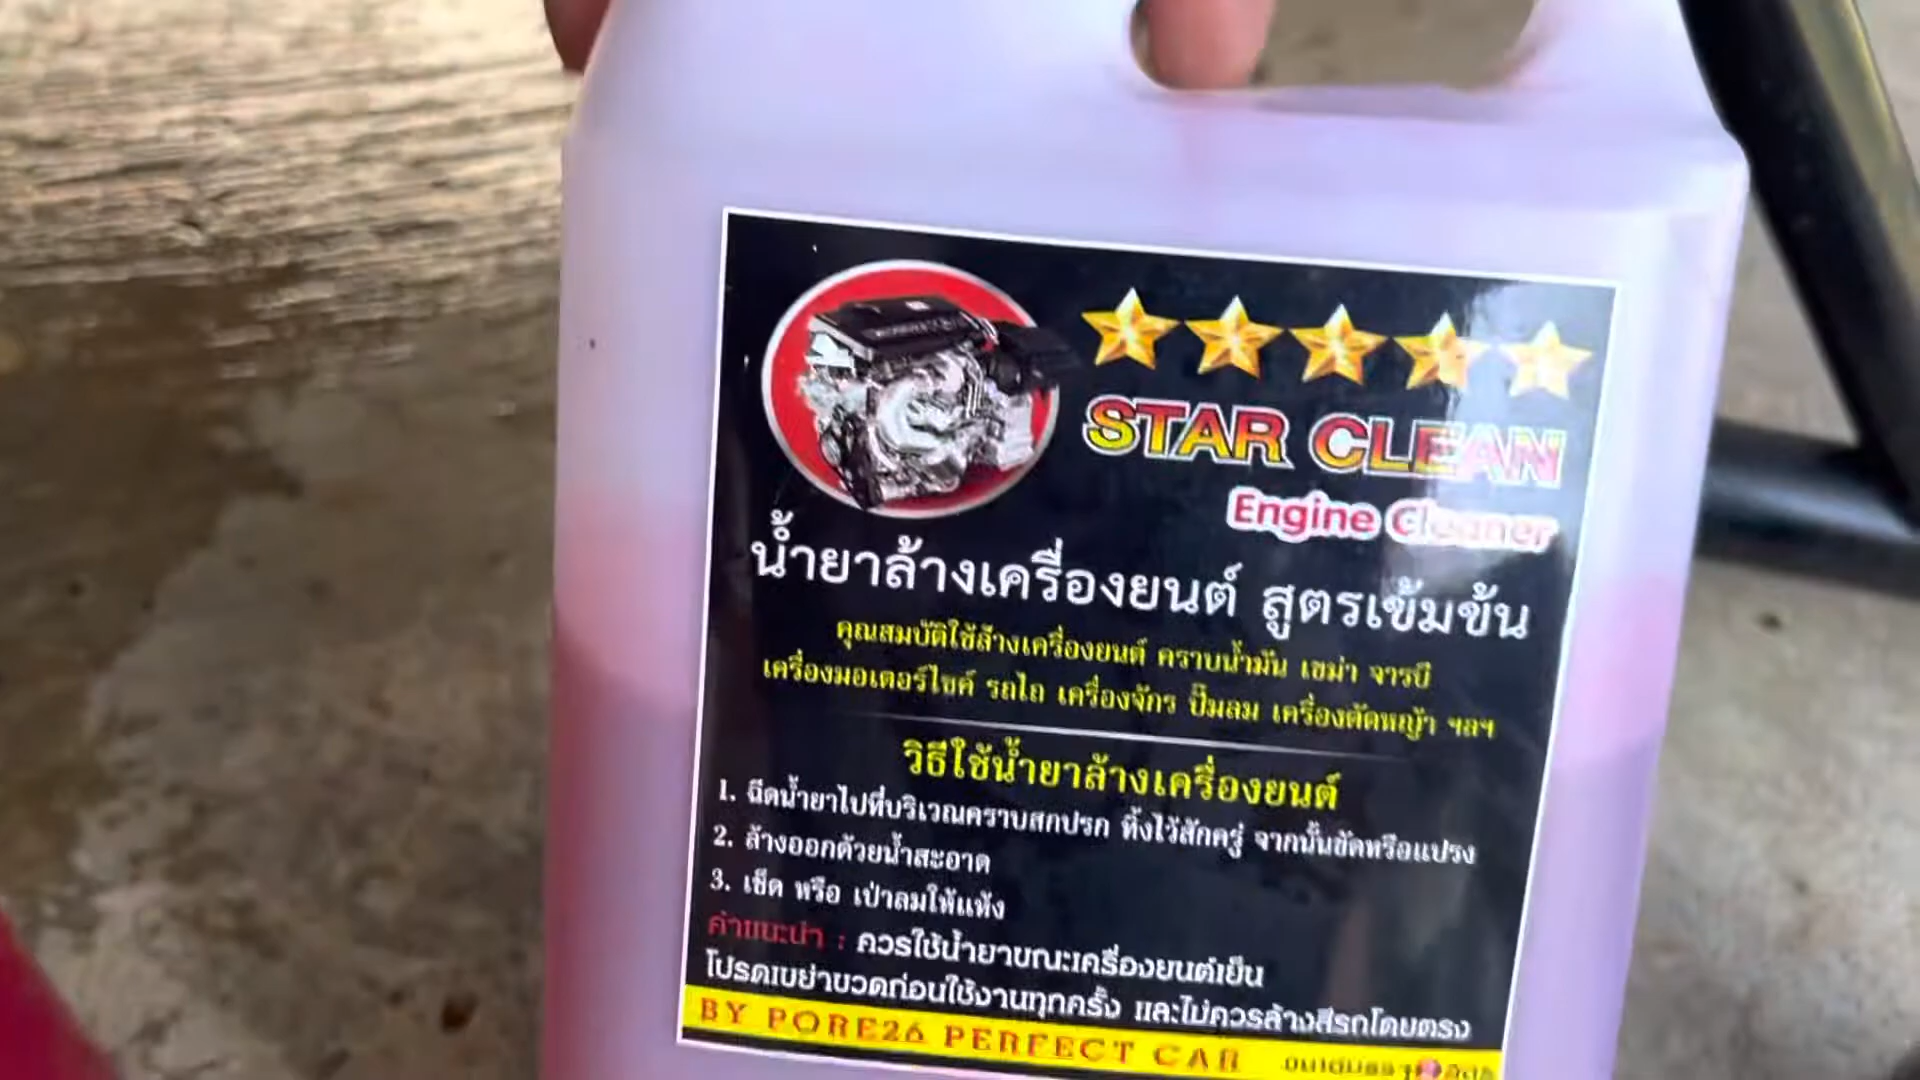 STAR CLEAN
Engine Cleaner
น้ำยาล้างเครื่องยนต์ สูตรเข้มข้น
คุณสมบัติใช้ล้างเครื่องยนต์ คราบน้ำมัน เขม่า จารบี
เครื่องมอเตอร์ไซค์ รถไถ เครื่องจักร ปั๊มลม เครื่องตัดหญ้า ฯลฯ
วิธีใช้น้ำยาล้างเครื่องยนต์
1. ฉีดน้ำยาไปที่บริเวณคราบสกปรก ทิ้งไว้สักครู่ จากนั้นขัดหรือแปรง
2. ล้างออกด้วยน้ำสะอาด
3. เช็ด หรือ เป่าลมให้แห้ง
คำแนะนำ : ควรใช้น้ำยาขณะเครื่องยนต์เย็น
โปรดเขย่าขวดก่อนใช้งานทุกครั้ง และไม่ควรล้างสีรถโดยตรง
BY PORE26 PERFECT CAR